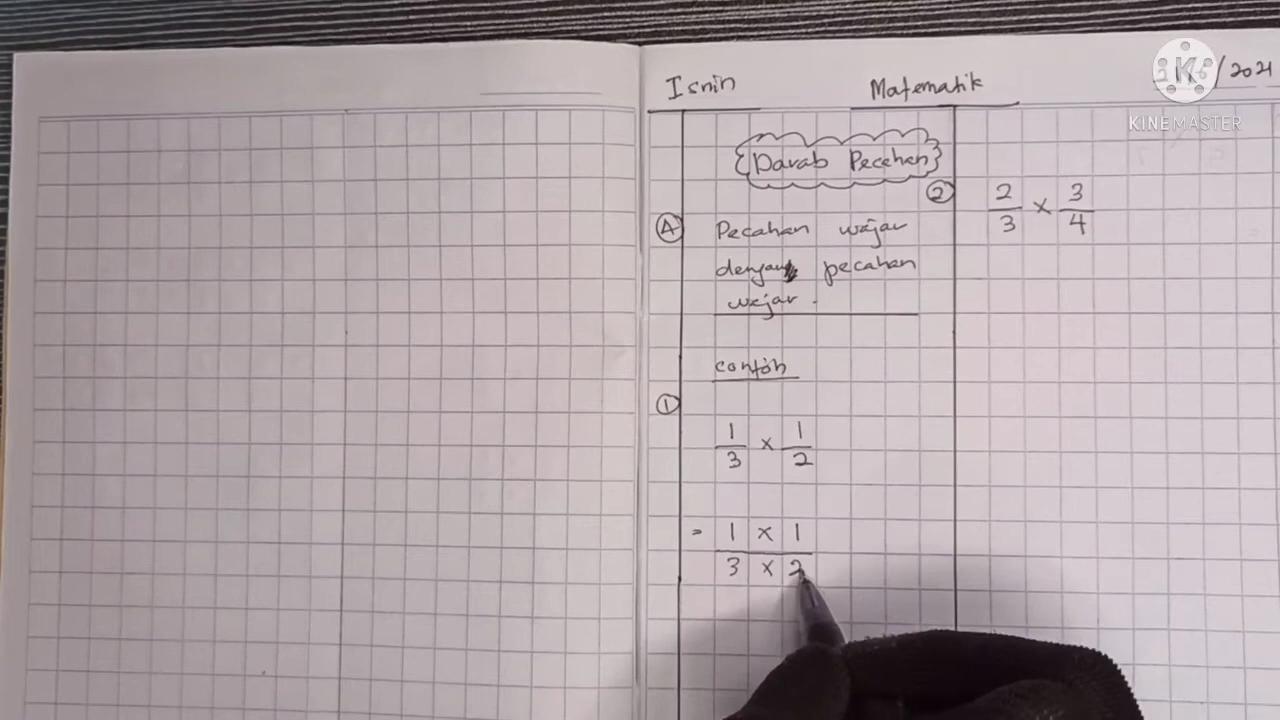 Isnin Matematik /2021
KINEMASTER
Darab Pecahan
A Pecahan wajar
dengan pecahan
wajar.
contoh
1
1/3 × 1/2
= 1 × 1
3 × 2
2 2/3 × 3/4